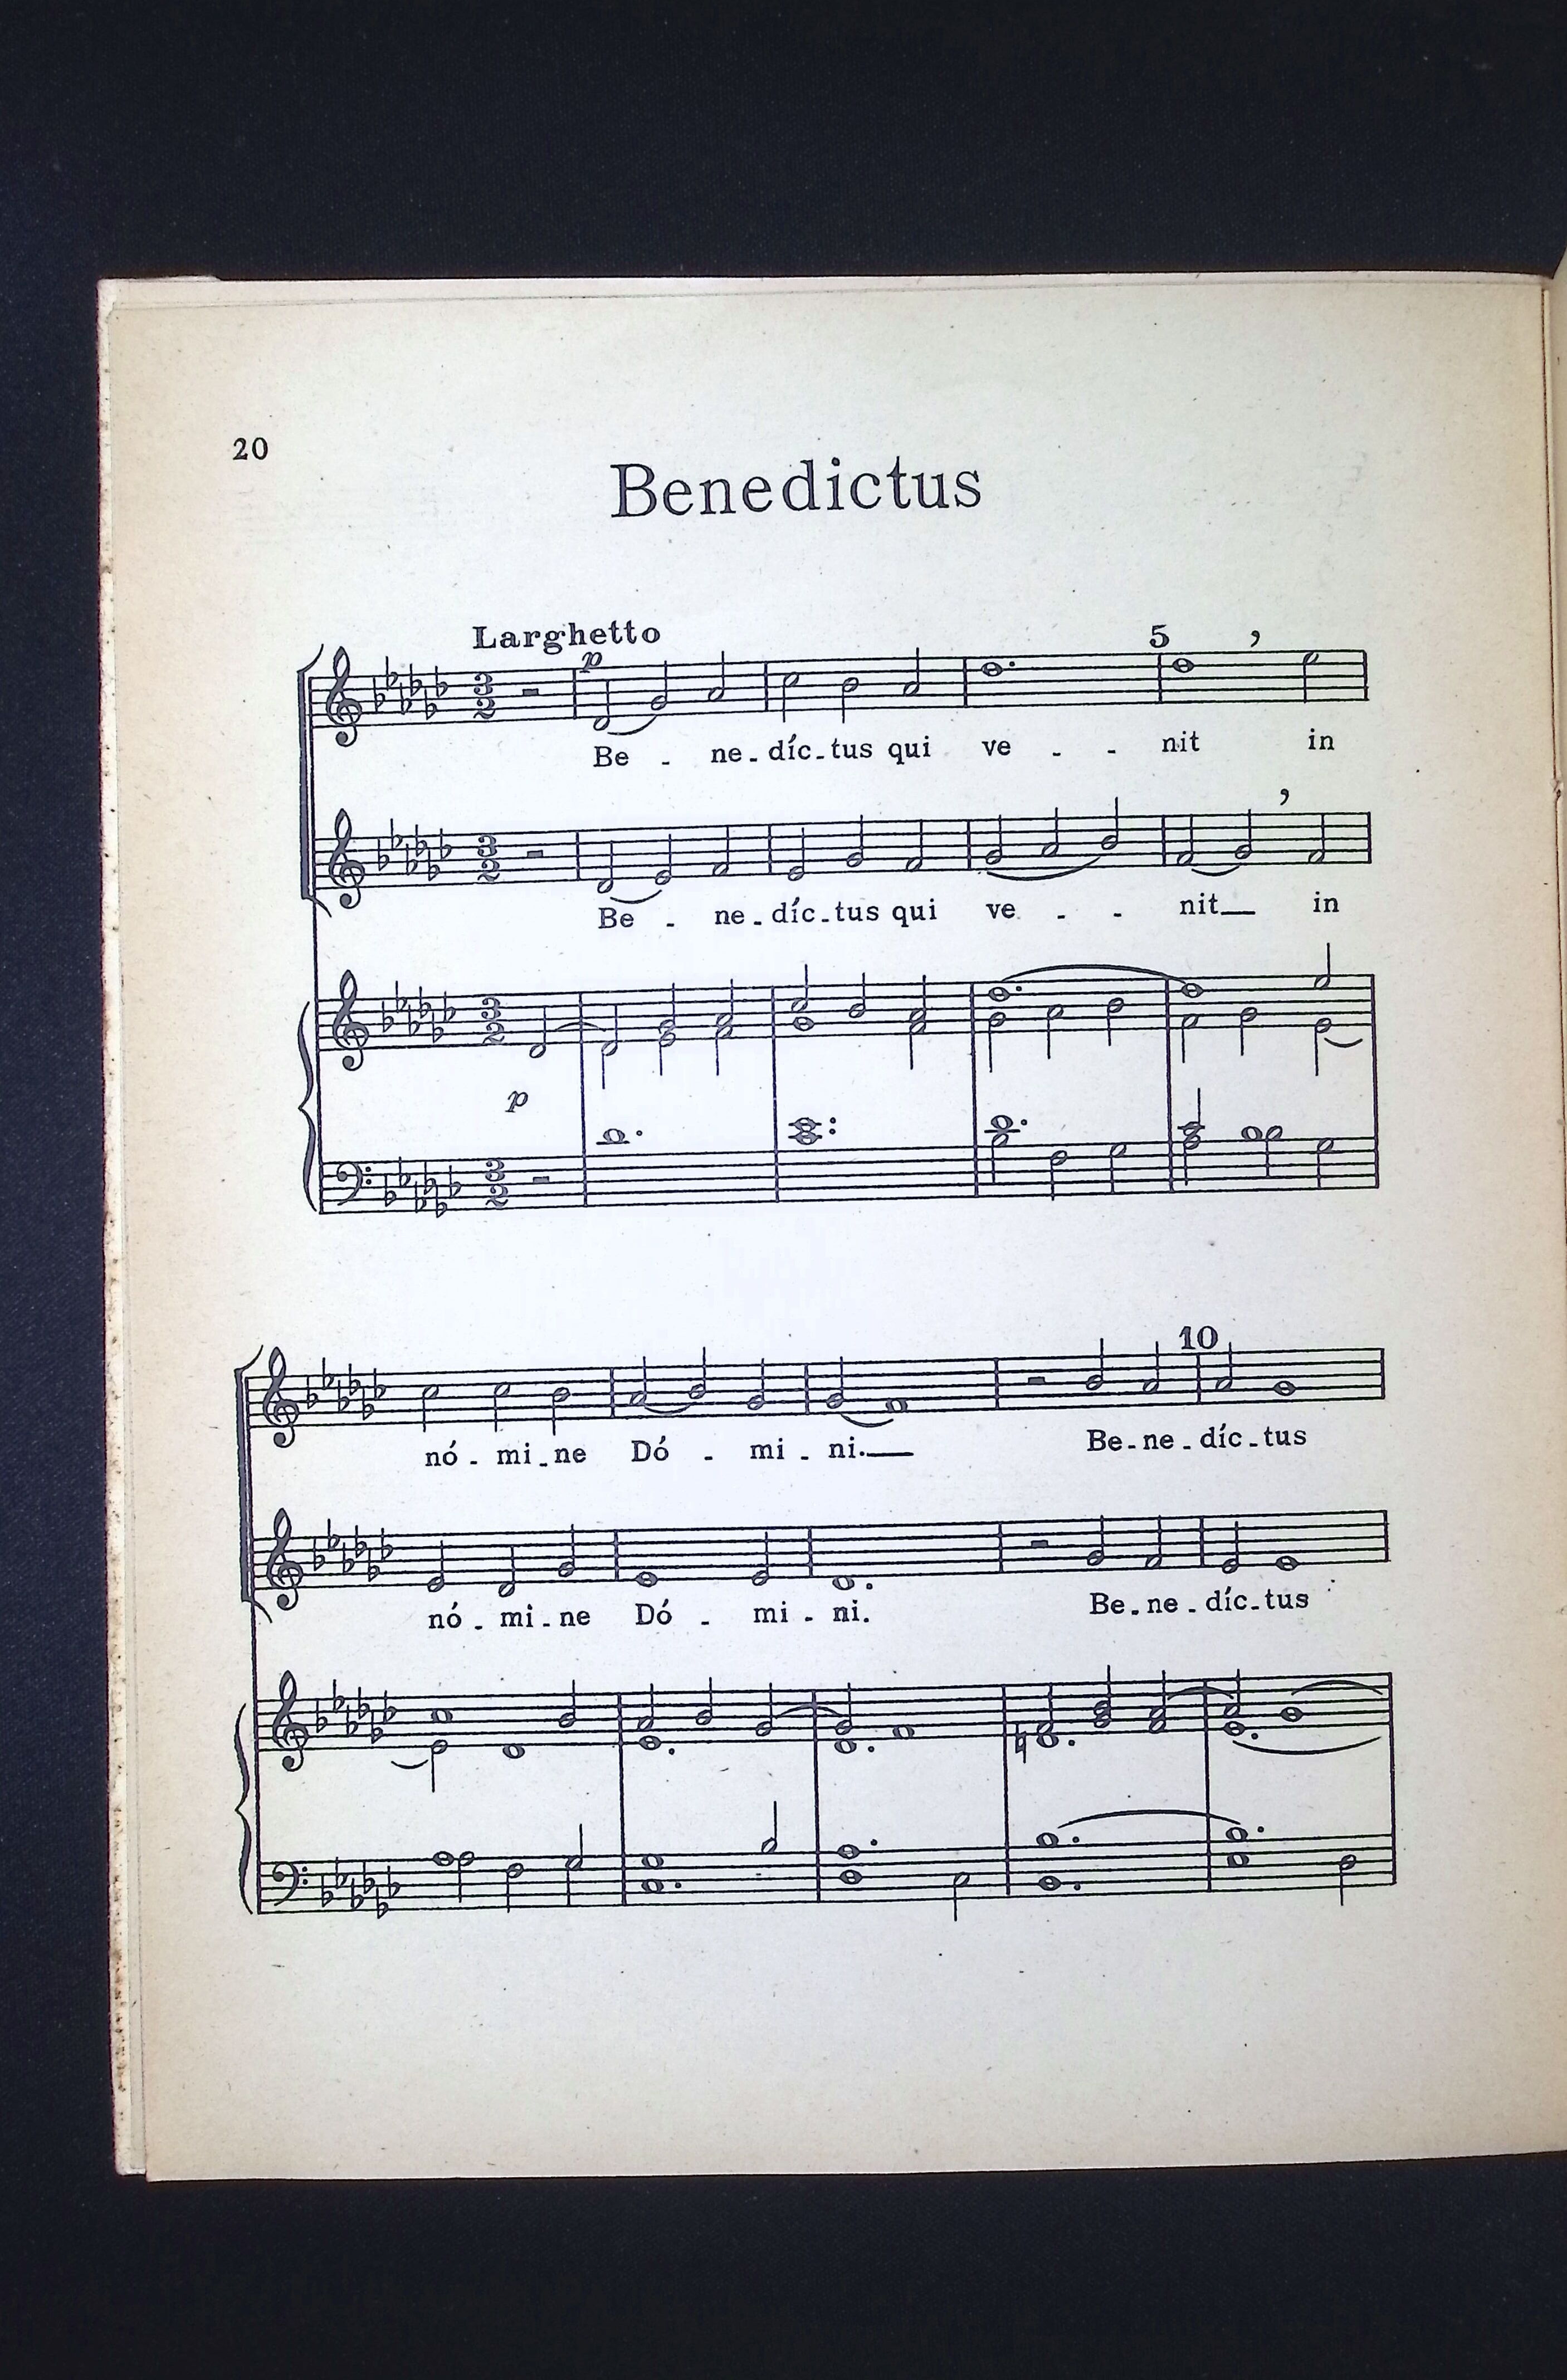 20
Benedictus
Larghetto
p
5
Be - ne - díc - tus qui ve - - nit in
Be - ne - díc - tus qui ve - - nit in
p
10
nó - mi - ne Dó - mi - ni. Be - ne - díc - tus
nó - mi - ne Dó - mi - ni. Be - ne - díc - tus